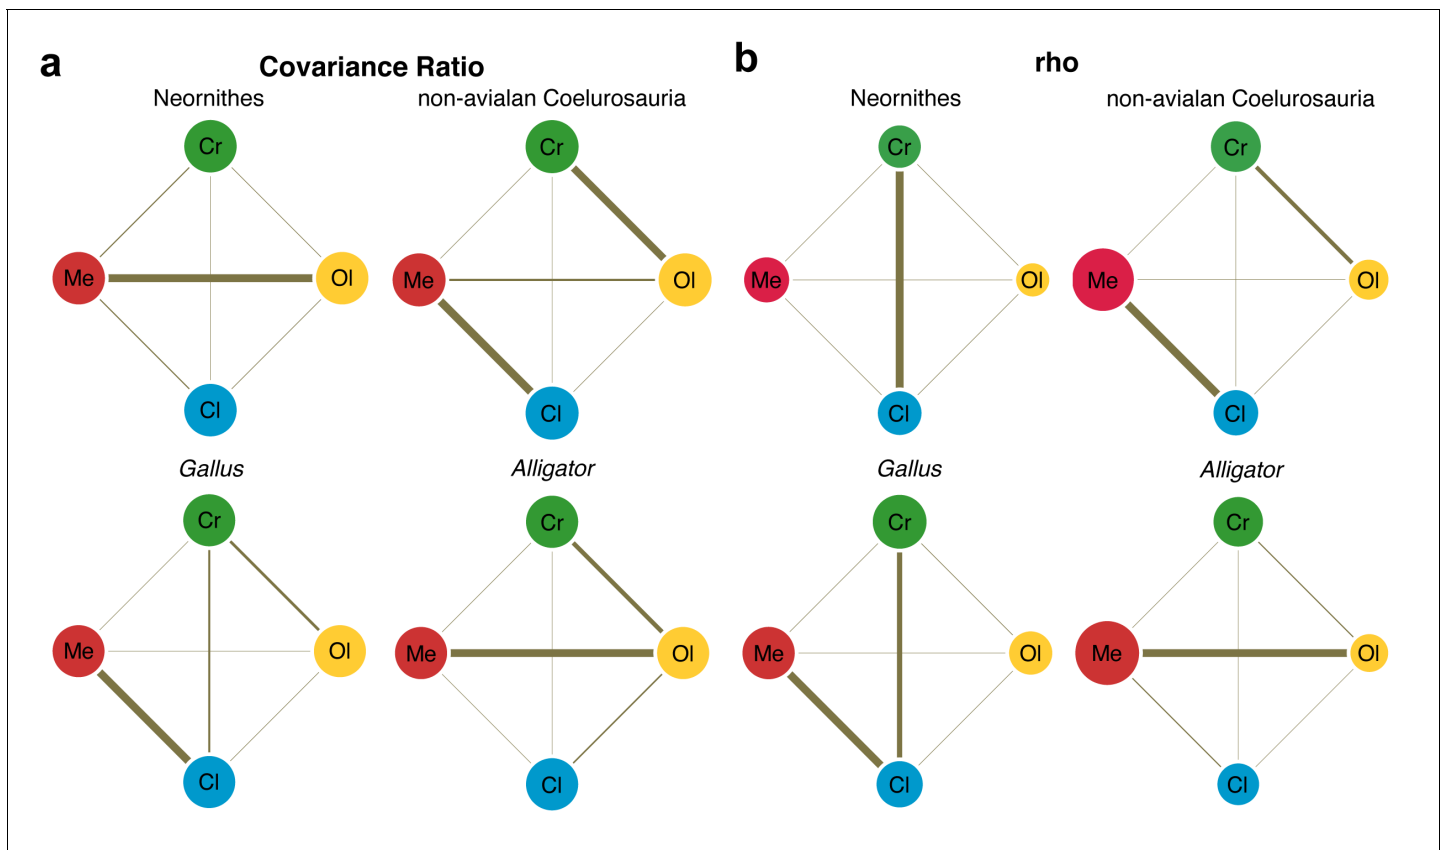 a
Covariance Ratio
b
rho
Neornithes
non-avialan Coelurosauria
Neornithes
non-avialan Coelurosauria
Cr
Cr
Cr
Cr
Me
Ol
Me
Ol
Me
Ol
Me
Ol
Cl
Cl
Cl
Cl
Gallus
Alligator
Gallus
Alligator
Cr
Cr
Cr
Cr
Me
Ol
Me
Ol
Me
Ol
Me
Ol
Cl
Cl
Cl
Cl